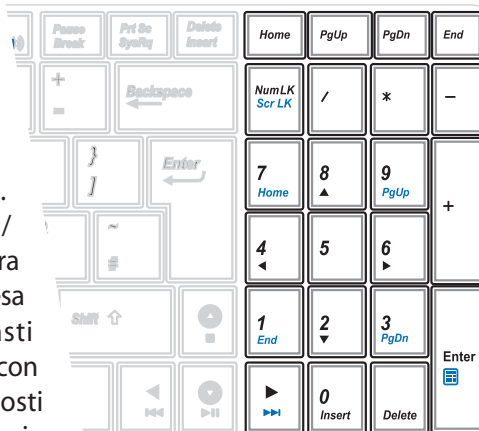 Pause Prt Sc Delete Home PgUp PgDn End
Break SysRq Insert
+ Backspace NumLK / * –
– Scr LK
} Enter 7 8 9 +
] Home PgUp
.
/
~ 4 5 6
#
ra
sa
Shift 1 2 3
End PgDn
sti
con
Enter
osti
0
Insert Delete